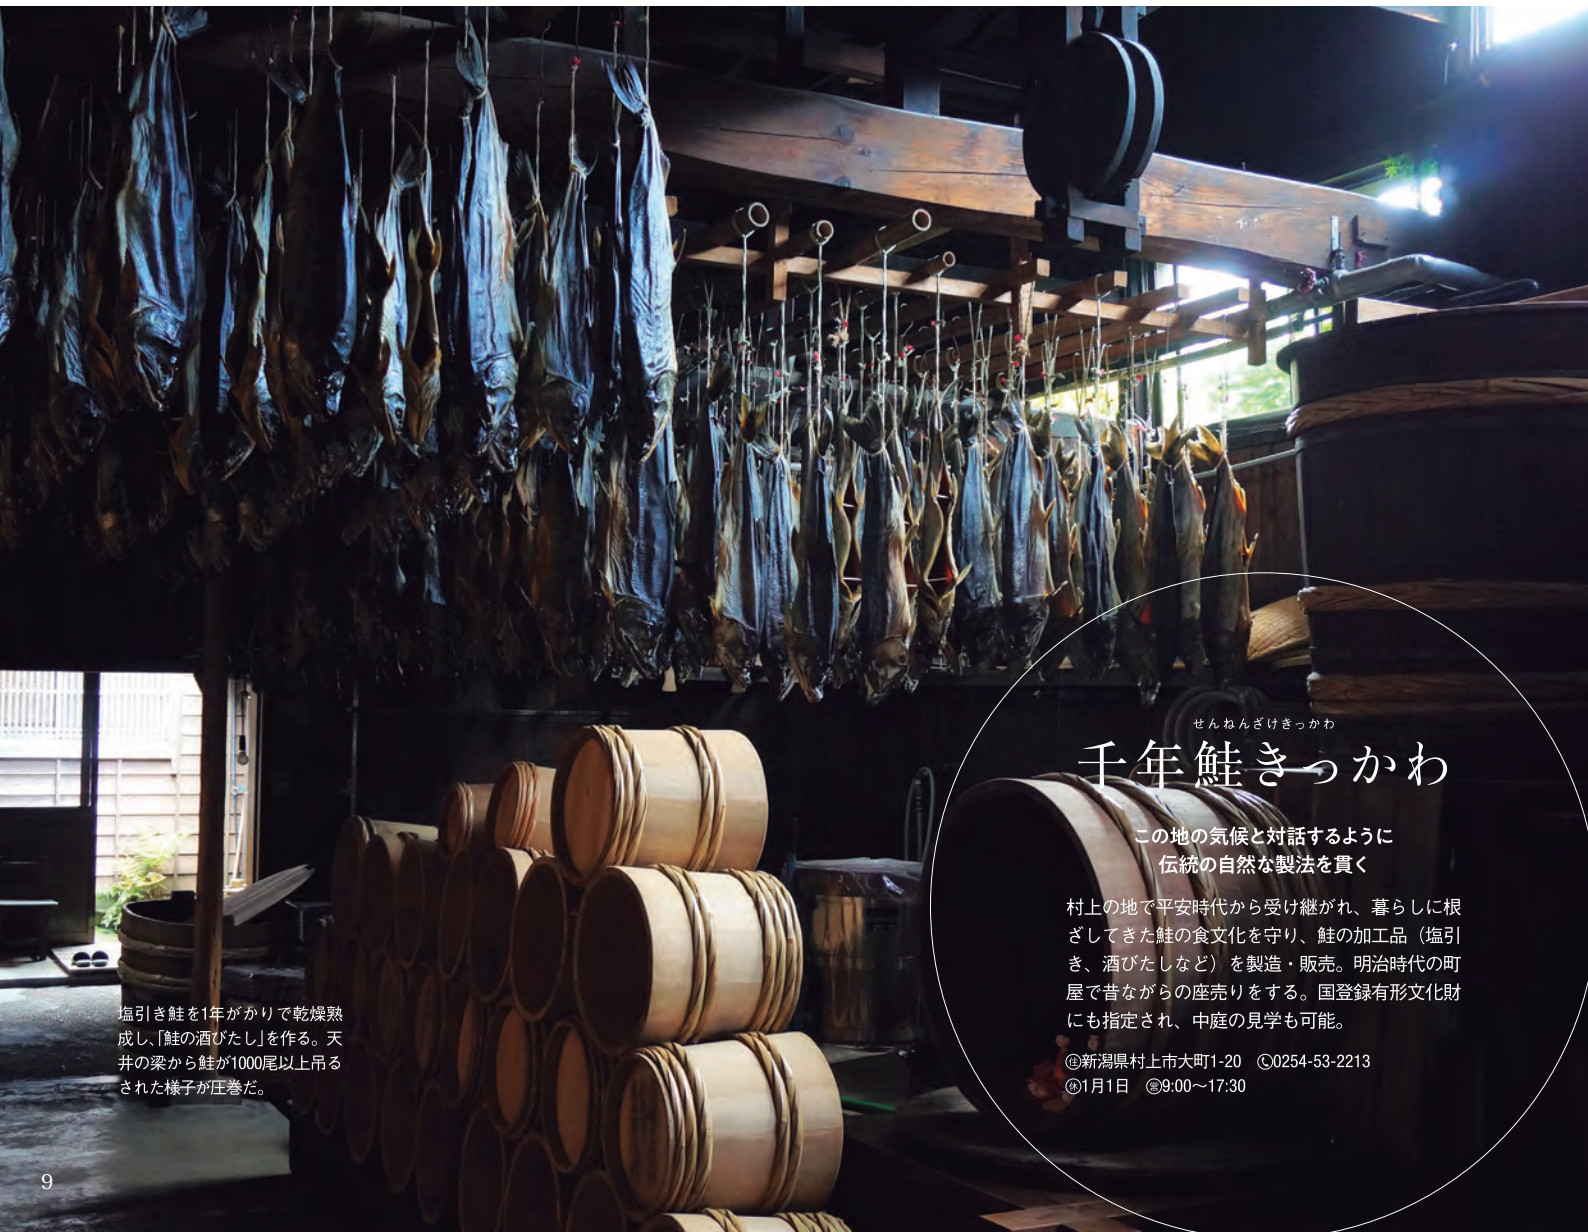 せんねんざけきっかわ
千年鮭きっかわ
この地の気候と対話するように
伝統の自然な製法を貫く
村上の地で平安時代から受け継がれ、暮らしに根
ざしてきた鮭の食文化を守り、鮭の加工品（塩引
き、酒びたしなど）を製造・販売。明治時代の町
屋で昔ながらの座売りをする。国登録有形文化財
にも指定され、中庭の見学も可能。
㊟新潟県村上市大町1-20　0254-53-2213
㊡1月1日　㊠9:00〜17:30
塩引き鮭を1年がかりで乾燥熟
成し、「鮭の酒びたし」を作る。天
井の梁から鮭が1000尾以上吊る
された様子が圧巻だ。
9